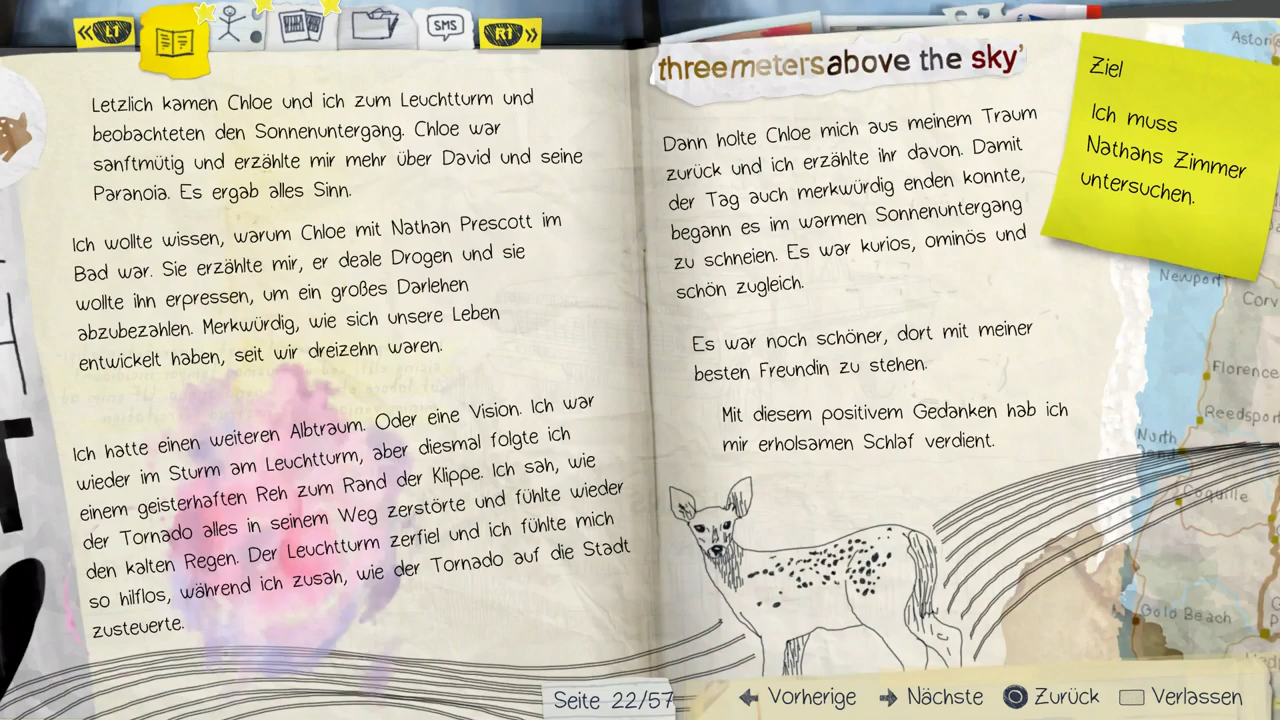 L1
SMS
R1
Letzlich kamen Chloe und ich zum Leuchtturm und
beobachteten den Sonnenuntergang. Chloe war
sanftmütig und erzählte mir mehr über David und seine
Paranoia. Es ergab alles Sinn.
Ich wollte wissen, warum Chloe mit Nathan Prescott im
Bad war. Sie erzählte mir, er deale Drogen und sie
wollte ihn erpressen, um ein großes Darlehen
abzubezahlen. Merkwürdig, wie sich unsere Leben
entwickelt haben, seit wir dreizehn waren.
Ich hatte einen weiteren Albtraum. Oder eine Vision. Ich war
wieder im Sturm am Leuchtturm, aber diesmal folgte ich
einem geisterhaften Reh zum Rand der Klippe. Ich sah, wie
der Tornado alles in seinem Weg zerstörte und fühlte wieder
den kalten Regen. Der Leuchtturm zerfiel und ich fühlte mich
so hilflos, während ich zusah, wie der Tornado auf die Stadt
zusteuerte.
three meters above the sky'
Dann holte Chloe mich aus meinem Traum
zurück und ich erzählte ihr davon. Damit
der Tag auch merkwürdig enden konnte,
begann es im warmen Sonnenuntergang
zu schneien. Es war kurios, ominös und
schön zugleich.
Es war noch schöner, dort mit meiner
besten Freundin zu stehen.
Mit diesem positivem Gedanken hab ich
mir erholsamen Schlaf verdient.
Ziel
Ich muss
Nathans Zimmer
untersuchen.
Astori
Newport
Corv
Florence
Reedsport
North
Coquille
Gold Beach
Seite 22/57
Vorherige
Nächste
Zurück
Verlassen